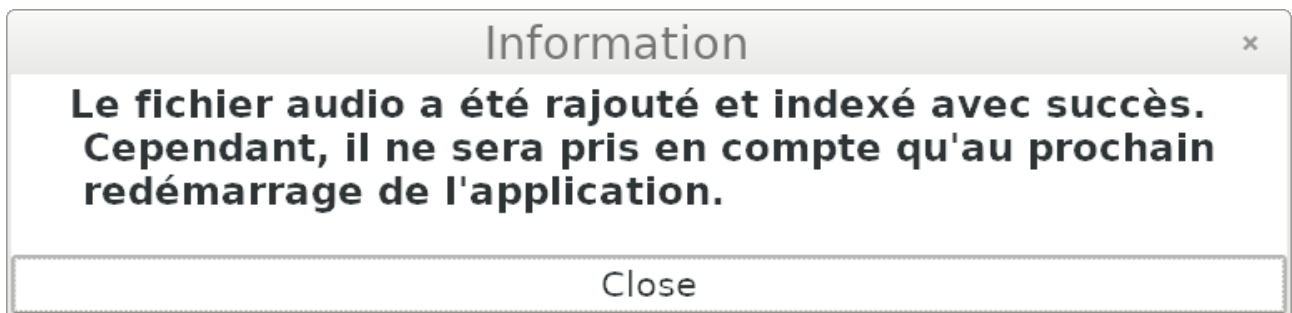 Information
Le fichier audio a été rajouté et indexé avec succès.
Cependant, il ne sera pris en compte qu'au prochain
redémarrage de l'application.
Close